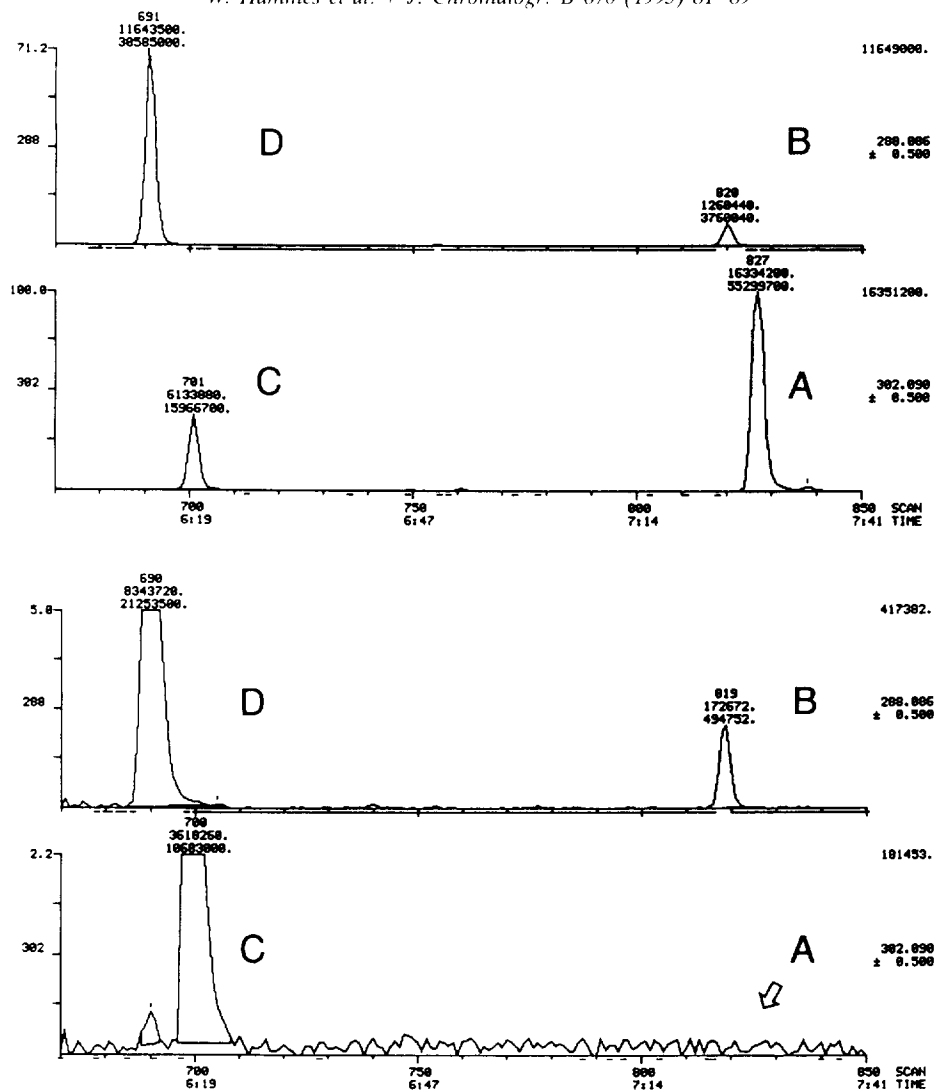 W. Hammes et al.
J. Chromatogr. B 670 (1995) 81-89
691
11643500.
30585000.
71.2
11649000.
D
B
288
288.086
± 0.500
820
1260440.
3760040.
827
16334200.
55299700.
100.0
16351200.
C
A
302
302.090
± 0.500
701
6133880.
15966700.
700 750 800 850 SCAN
6:19 6:47 7:14 7:41 TIME
690
8343720.
21253500.
5.0
417382.
D
B
288
288.086
± 0.500
819
172672.
494752.
700
3618260.
10683000.
2.2
181453.
C
A
302
302.090
± 0.500
700 750 800 850 SCAN
6:19 6:47 7:14 7:41 TIME